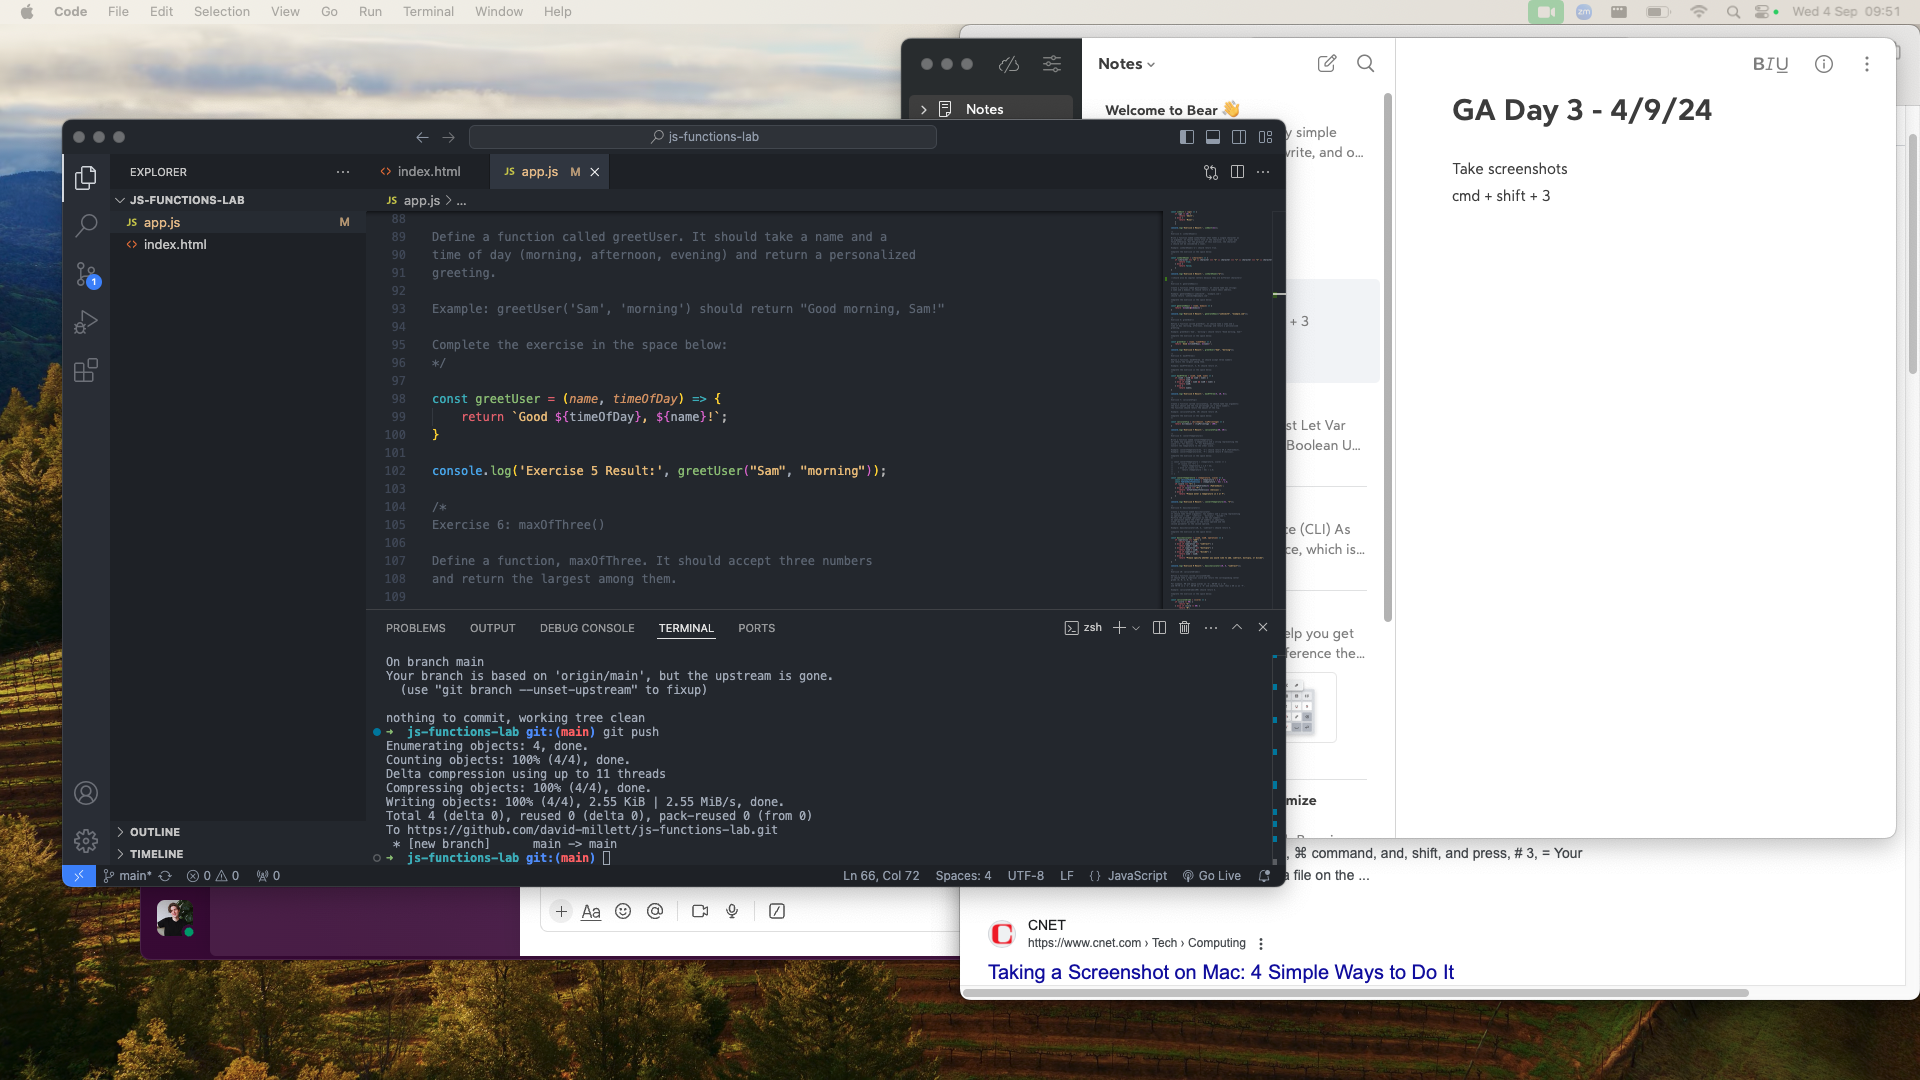 Code File Edit Selection View Go Run Terminal Window Help
zm
Wed 4 Sep 09:51
Notes
Notes
BIU
Welcome to Bear 👋
y simple
write, and o...
+ 3
st Let Var
Boolean U...
te (CLI) As
ce, which is...
elp you get
ference the...
mize
GA Day 3 - 4/9/24
Take screenshots
cmd + shift + 3
js-functions-lab
EXPLORER
JS-FUNCTIONS-LAB
JS app.js M
<> index.html
OUTLINE
TIMELINE
1
<> index.html
JS app.js M
JS app.js > ...
88
89 Define a function called greetUser. It should take a name and a
90 time of day (morning, afternoon, evening) and return a personalized
91 greeting.
92
93 Example: greetUser('Sam', 'morning') should return "Good morning, Sam!"
94
95 Complete the exercise in the space below:
96 */
97
98 const greetUser = (name, timeOfDay) => {
99 return `Good ${timeOfDay}, ${name}!`;
100 }
101
102 console.log('Exercise 5 Result:', greetUser("Sam", "morning"));
103
104 /*
105 Exercise 6: maxOfThree()
106
107 Define a function, maxOfThree. It should accept three numbers
108 and return the largest among them.
109
PROBLEMS OUTPUT DEBUG CONSOLE TERMINAL PORTS
zsh
On branch main
Your branch is based on 'origin/main', but the upstream is gone.
(use "git branch --unset-upstream" to fixup)
nothing to commit, working tree clean
➜ js-functions-lab git:(main) git push
Enumerating objects: 4, done.
Counting objects: 100% (4/4), done.
Delta compression using up to 11 threads
Compressing objects: 100% (4/4), done.
Writing objects: 100% (4/4), 2.55 KiB | 2.55 MiB/s, done.
Total 4 (delta 0), reused 0 (delta 0), pack-reused 0 (from 0)
To https://github.com/david-millett/js-functions-lab.git
* [new branch] main -> main
➜ js-functions-lab git:(main)
main* 0 0 0
Ln 66, Col 72 Spaces: 4 UTF-8 LF {} JavaScript Go Live
Aa
, ⌘ command, and, shift, and press, # 3, = Your
a file on the ...
CNET
https://www.cnet.com › Tech › Computing
Taking a Screenshot on Mac: 4 Simple Ways to Do It